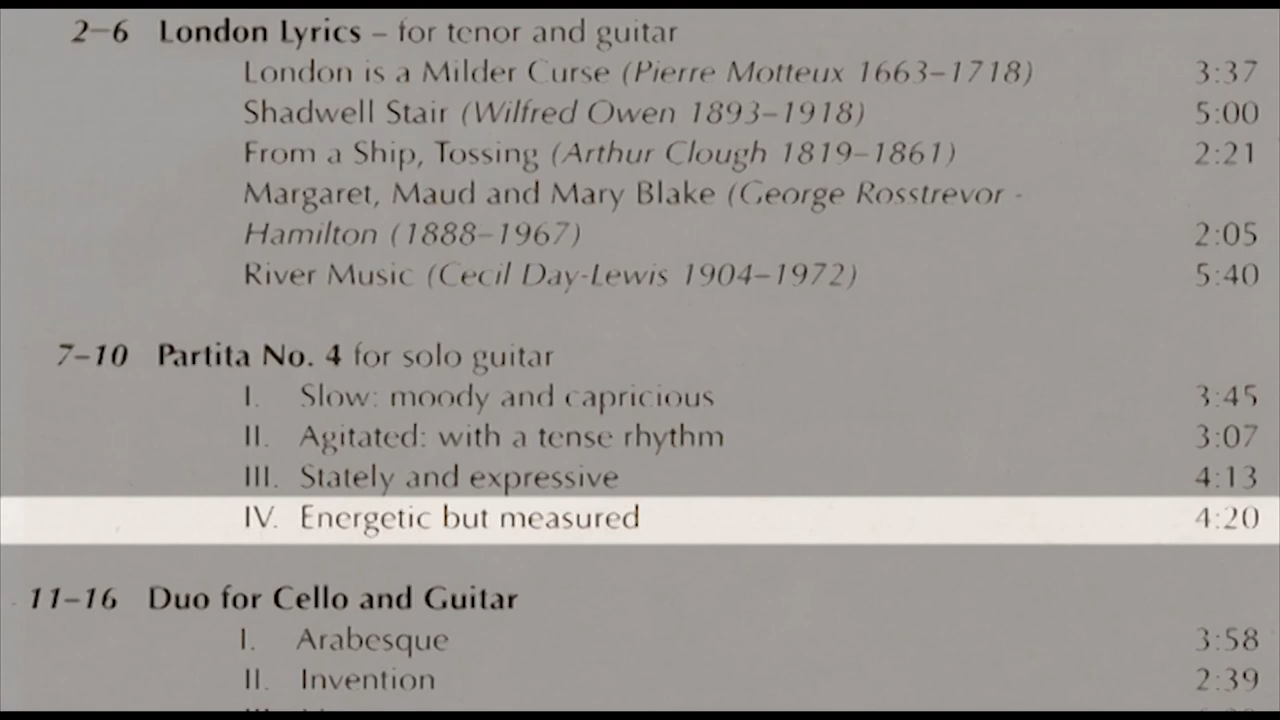 2–6 London Lyrics – for tenor and guitar
London is a Milder Curse (Pierre Motteux 1663–1718) 3:37
Shadwell Stair (Wilfred Owen 1893–1918) 5:00
From a Ship, Tossing (Arthur Clough 1819–1861) 2:21
Margaret, Maud and Mary Blake (George Rosstrevor -
Hamilton (1888–1967) 2:05
River Music (Cecil Day-Lewis 1904–1972) 5:40
7–10 Partita No. 4 for solo guitar
I. Slow: moody and capricious 3:45
II. Agitated: with a tense rhythm 3:07
III. Stately and expressive 4:13
IV. Energetic but measured 4:20
11–16 Duo for Cello and Guitar
I. Arabesque 3:58
II. Invention 2:39